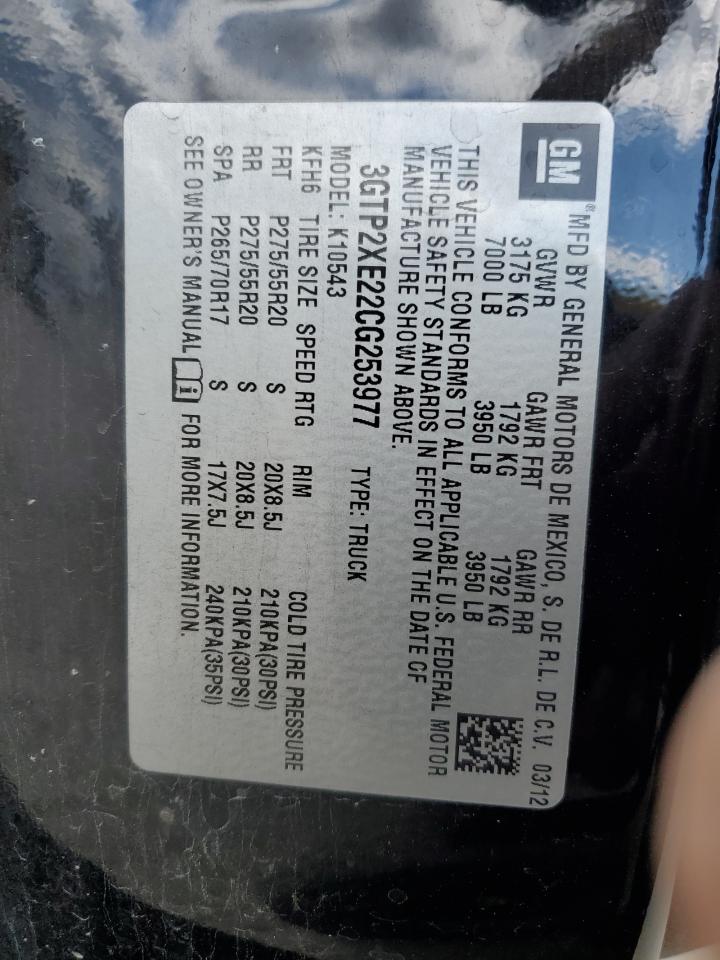 GM
® MFD BY GENERAL MOTORS DE MEXICO, S. DE R.L. DE C.V. 03/12
GVWR GAWR FRT GAWR RR
3175 KG 1792 KG 1792 KG
7000 LB 3950 LB 3950 LB
THIS VEHICLE CONFORMS TO ALL APPLICABLE U.S. FEDERAL MOTOR
VEHICLE SAFETY STANDARDS IN EFFECT ON THE DATE OF
MANUFACTURE SHOWN ABOVE.
3GTP2XE22CG253977 TYPE: TRUCK
MODEL: K10543
KFH6 TIRE SIZE SPEED RTG RIM COLD TIRE PRESSURE
FRT P275/55R20 S 20X8.5J 210KPA(30PSI)
RR P275/55R20 S 20X8.5J 210KPA(30PSI)
SPA P265/70R17 S 17X7.5J 240KPA(35PSI)
SEE OWNER'S MANUAL i FOR MORE INFORMATION.